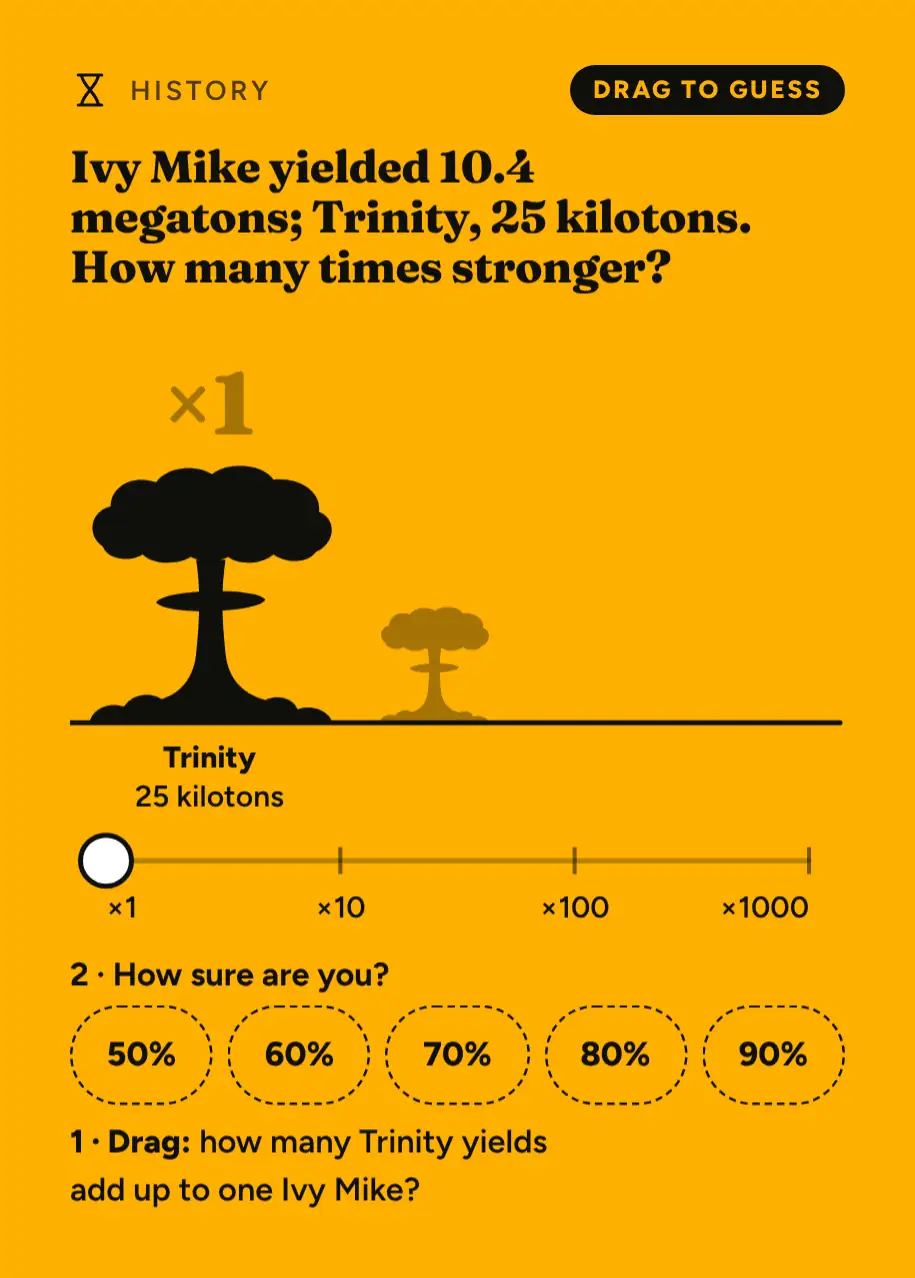 HISTORY
DRAG TO GUESS
Ivy Mike yielded 10.4
megatons; Trinity, 25 kilotons.
How many times stronger?
×1
Trinity
25 kilotons
×1 ×10 ×100 ×1000
2 · How sure are you?
50% 60% 70% 80% 90%
1 · Drag: how many Trinity yields
add up to one Ivy Mike?